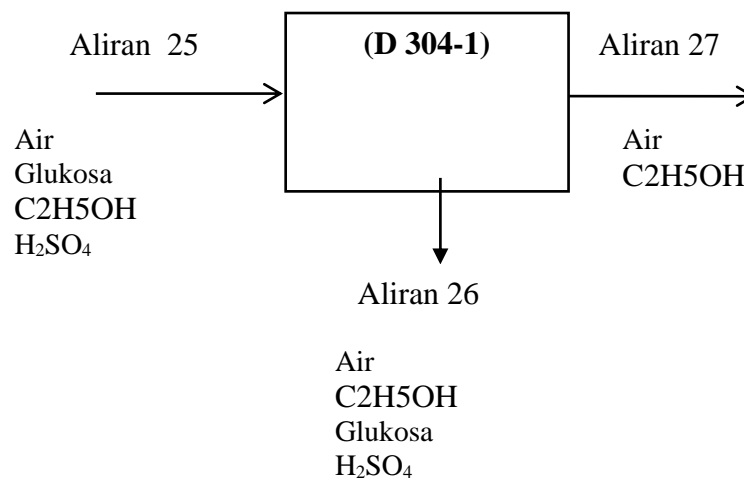 Aliran 25
(D 304-1)
Aliran 27
Air
Glukosa
C2H5OH
H₂SO₄
Air
C2H5OH
Aliran 26
Air
C2H5OH
Glukosa
H₂SO₄